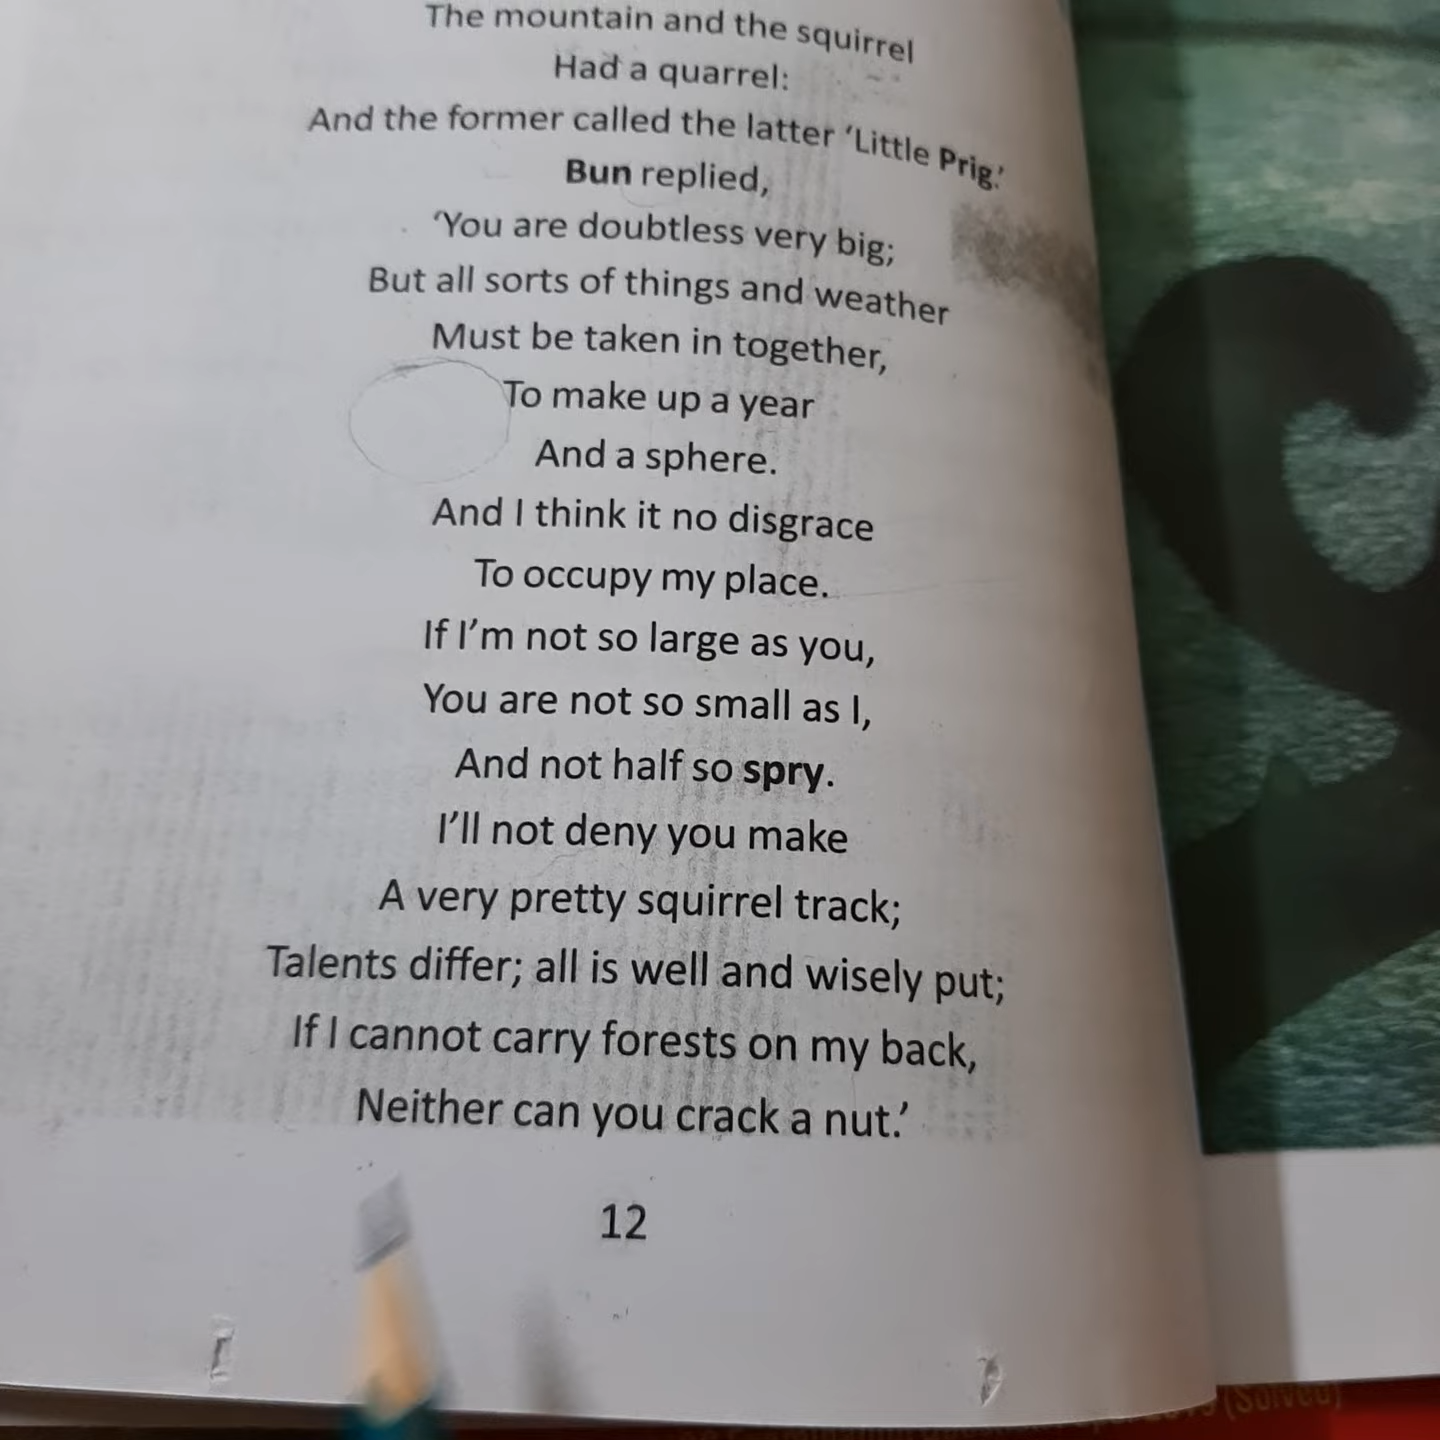 The mountain and the squirrel
Had a quarrel:
And the former called the latter ‘Little Prig.’
Bun replied,
‘You are doubtless very big;
But all sorts of things and weather
Must be taken in together,
To make up a year
And a sphere.
And I think it no disgrace
To occupy my place.
If I’m not so large as you,
You are not so small as I,
And not half so spry.
I’ll not deny you make
A very pretty squirrel track;
Talents differ; all is well and wisely put;
If I cannot carry forests on my back,
Neither can you crack a nut.’
12
(Solved)